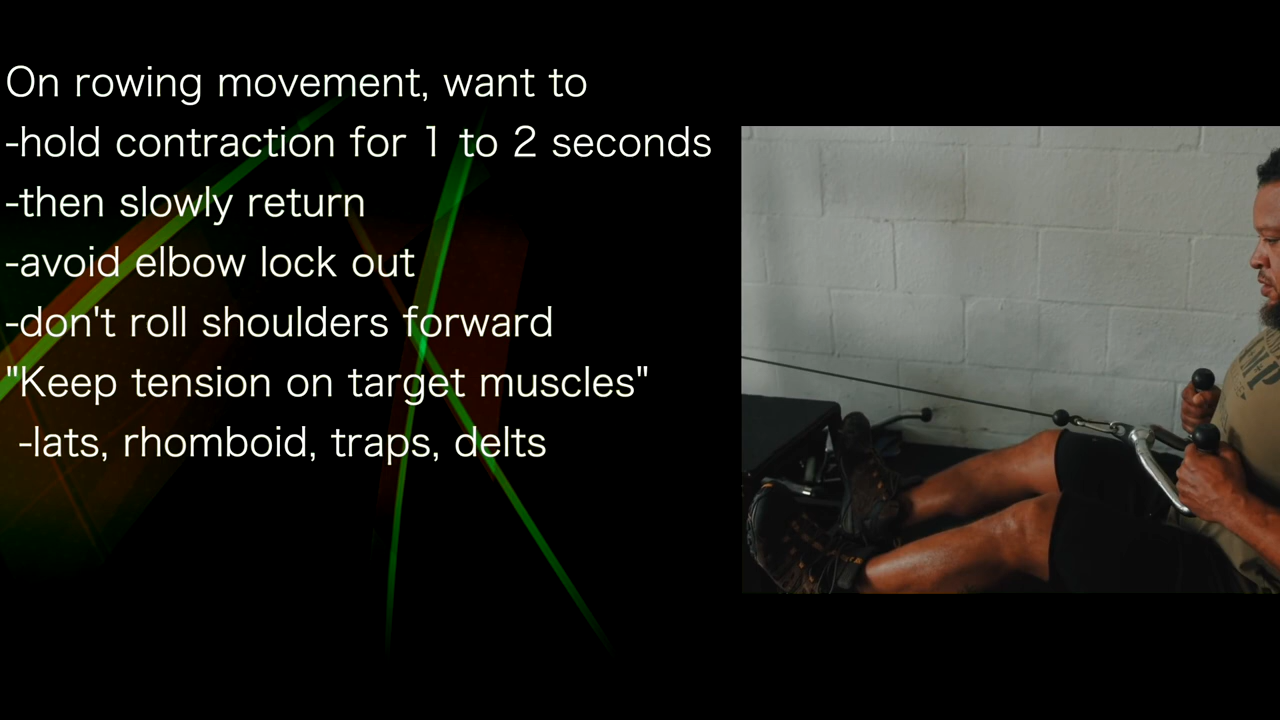 On rowing movement, want to
-hold contraction for 1 to 2 seconds
-then slowly return
-avoid elbow lock out
-don't roll shoulders forward
"Keep tension on target muscles"
-lats, rhomboid, traps, delts